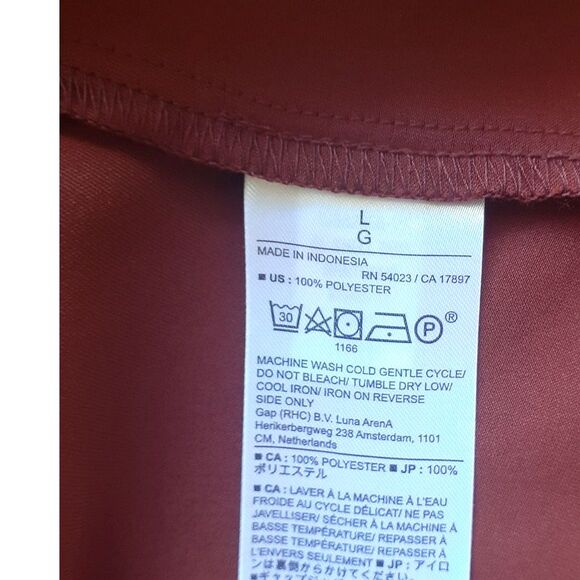 L
G
MADE IN INDONESIA
RN 54023 / CA 17897
■ US : 100% POLYESTER
30 P ®
1166
MACHINE WASH COLD GENTLE CYCLE/
DO NOT BLEACH/ TUMBLE DRY LOW/
COOL IRON/ IRON ON REVERSE
SIDE ONLY
Gap (RHC) B.V. Luna ArenA
Herikerbergweg 238 Amsterdam, 1101
CM, Netherlands
■ CA : 100% POLYESTER ■ JP : 100%
ポリエステル
■ CA : LAVER À LA MACHINE À L'EAU
FROIDE AU CYCLE DÉLICAT/ NE PAS
JAVELLISER/ SÉCHER À LA MACHINE À
BASSE TEMPÉRATURE/ REPASSER À
BASSE TEMPÉRATURE/ REPASSER À
L'ENVERS SEULEMENT ■ JP : アイロ
ンは裏側からかけてください。